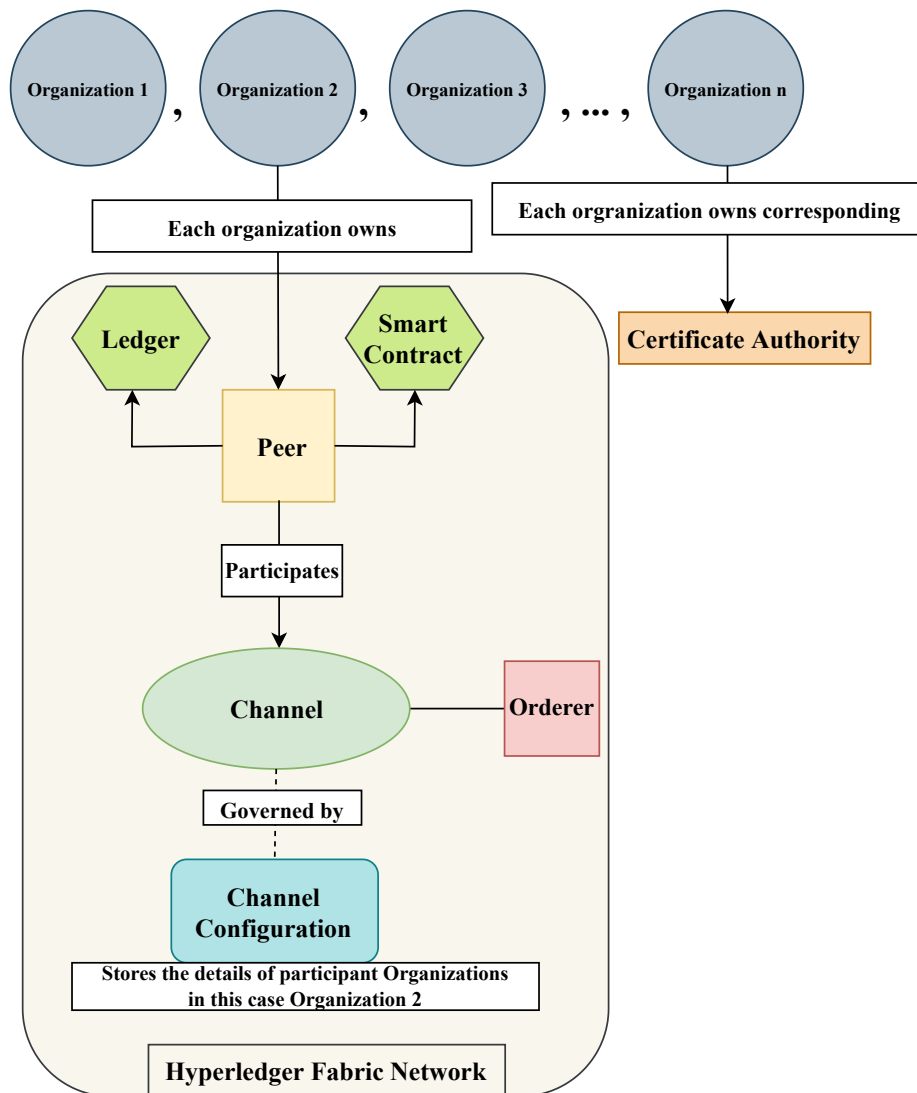 Organization 1 , Organization 2 , Organization 3 , ... , Organization n
Each organization owns
Each orgranization owns corresponding
Ledger
Smart
Contract
Certificate Authority
Peer
Participates
Channel
Orderer
Governed by
Channel
Configuration
Stores the details of participant Organizations
in this case Organization 2
Hyperledger Fabric Network